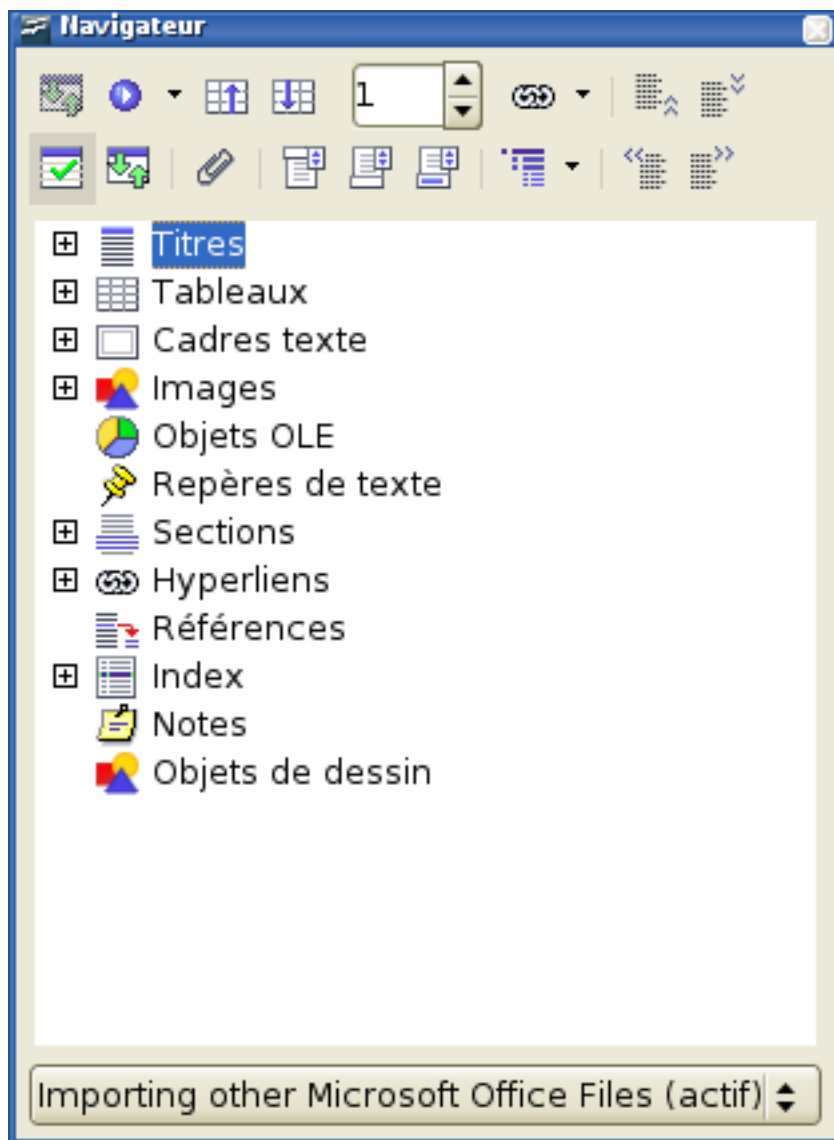 Navigateur
1
Titres
Tableaux
Cadres texte
Images
Objets OLE
Repères de texte
Sections
Hyperliens
Références
Index
Notes
Objets de dessin
Importing other Microsoft Office Files (actif)